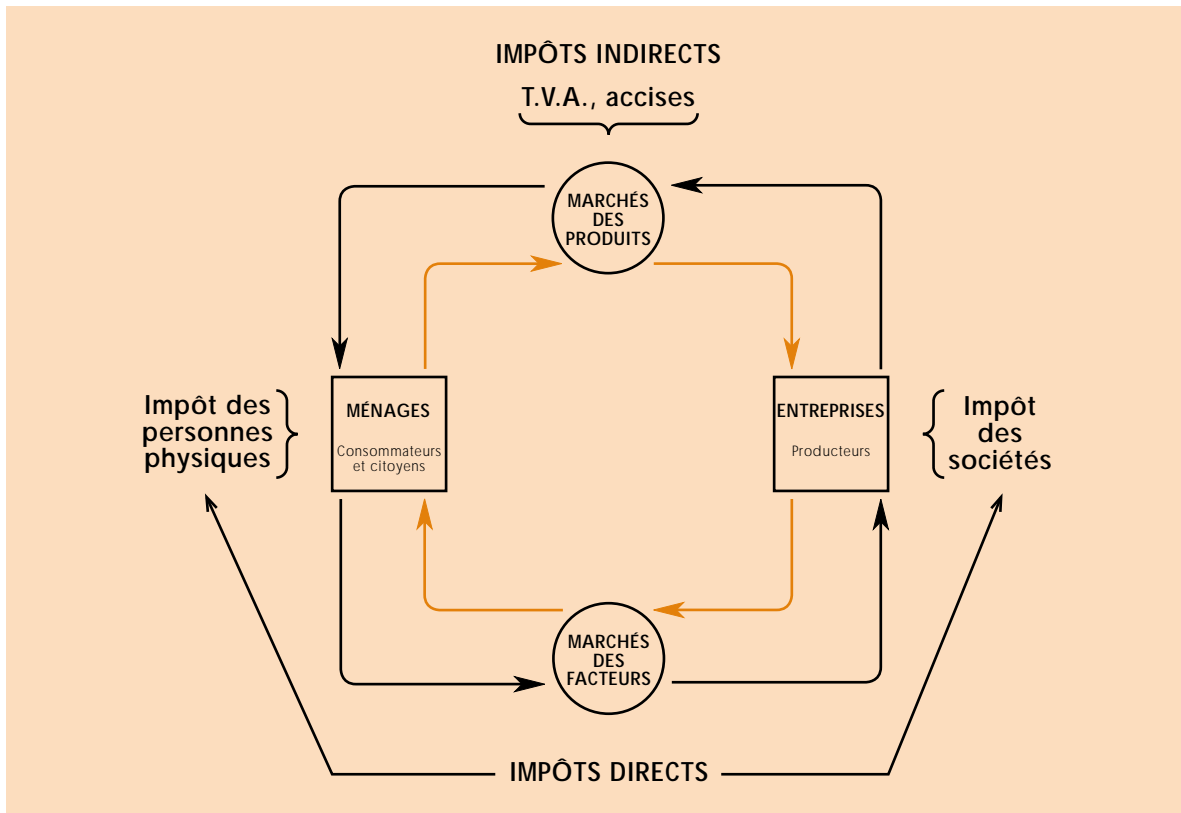 IMPÔTS INDIRECTS
T.V.A., accises
MARCHÉS
DES
PRODUITS
Impôt des
personnes
physiques
MÉNAGES
Consommateurs
et citoyens
ENTREPRISES
Producteurs
Impôt
des
sociétés
MARCHÉS
DES
FACTEURS
IMPÔTS DIRECTS